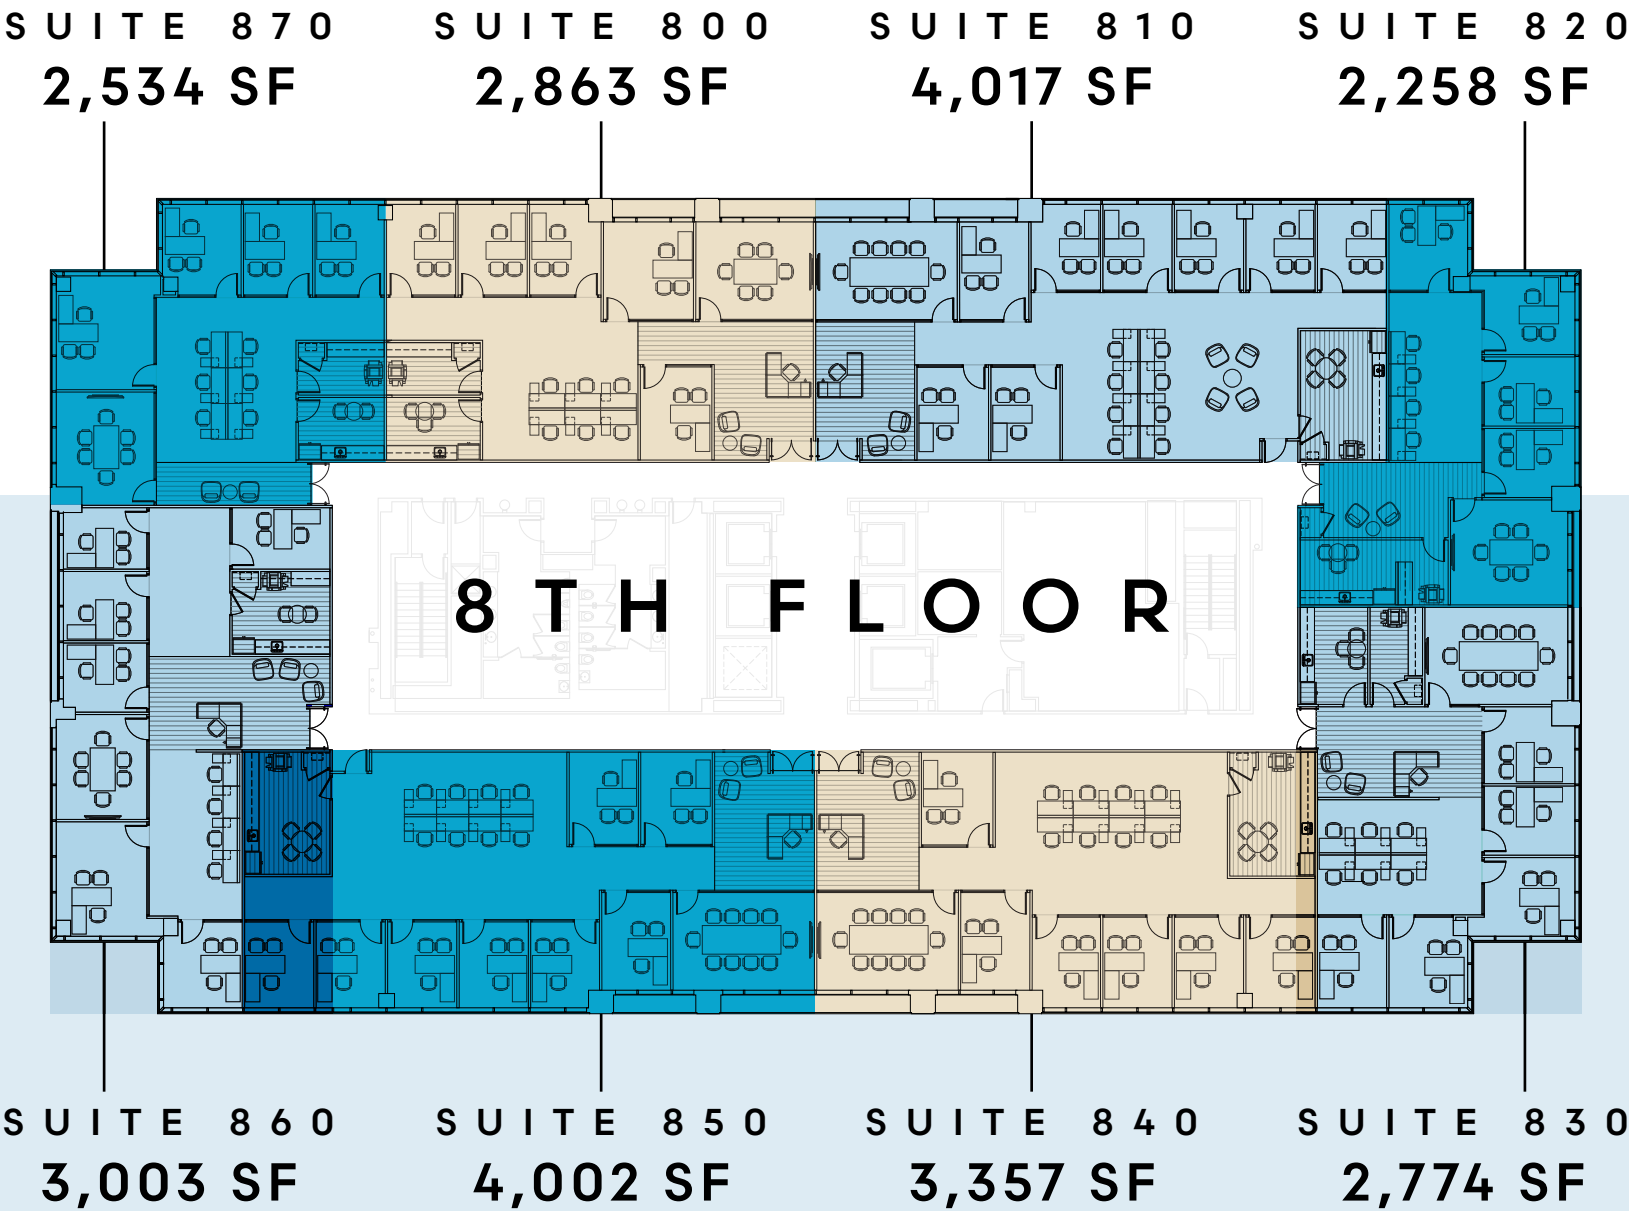 SUITE 870
2,534 SF
SUITE 800
2,863 SF
SUITE 810
4,017 SF
SUITE 820
2,258 SF
8TH FLOOR
SUITE 860
3,003 SF
SUITE 850
4,002 SF
SUITE 840
3,357 SF
SUITE 830
2,774 SF